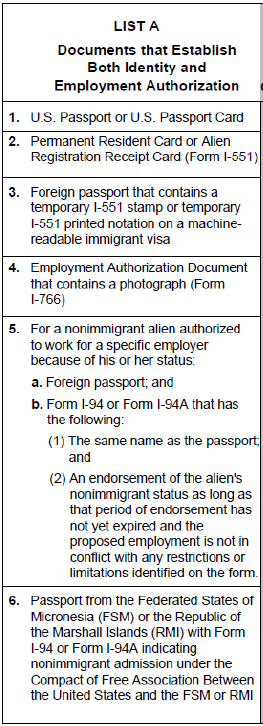 LIST A
Documents that Establish
Both Identity and
Employment Authorization
1. U.S. Passport or U.S. Passport Card
2. Permanent Resident Card or Alien
Registration Receipt Card (Form I-551)
3. Foreign passport that contains a
temporary I-551 stamp or temporary
I-551 printed notation on a machine-
readable immigrant visa
4. Employment Authorization Document
that contains a photograph (Form
I-766)
5. For a nonimmigrant alien authorized
to work for a specific employer
because of his or her status:
a. Foreign passport; and
b. Form I-94 or Form I-94A that has
the following:
(1) The same name as the passport;
and
(2) An endorsement of the alien's
nonimmigrant status as long as
that period of endorsement has
not yet expired and the
proposed employment is not in
conflict with any restrictions or
limitations identified on the form.
6. Passport from the Federated States of
Micronesia (FSM) or the Republic of
the Marshall Islands (RMI) with Form
I-94 or Form I-94A indicating
nonimmigrant admission under the
Compact of Free Association Between
the United States and the FSM or RMI